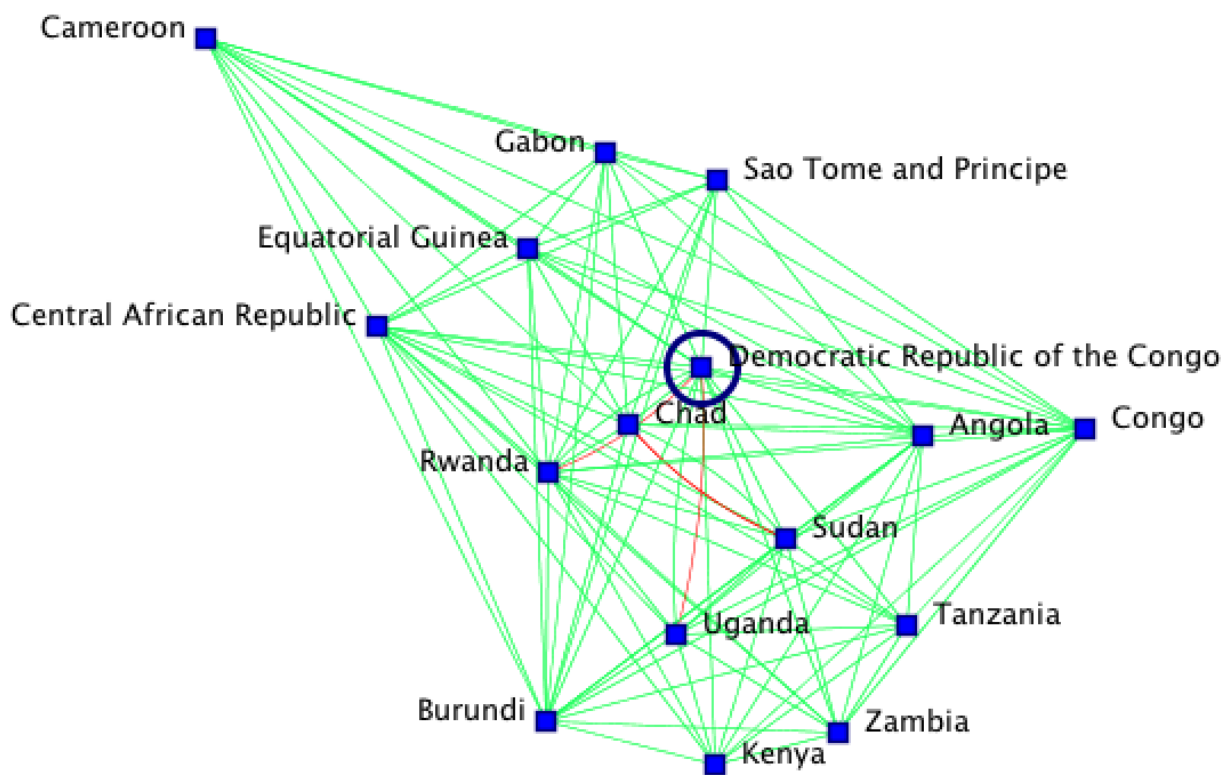 Cameroon
Gabon
Sao Tome and Principe
Equatorial Guinea
Central African Republic
Democratic Republic of the Congo
Chad
Angola
Congo
Rwanda
Sudan
Tanzania
Uganda
Burundi
Zambia
Kenya